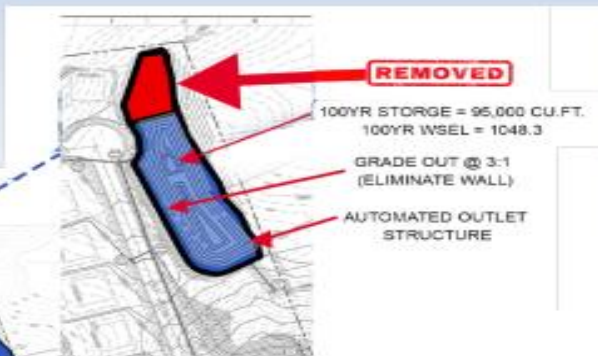 REMOVED
100YR STORGE = 95,000 CU.FT.
100YR WSEL = 1048.3
GRADE OUT @ 3:1
(ELIMINATE WALL)
AUTOMATED OUTLET
STRUCTURE